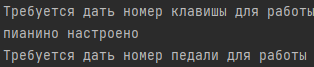 Требуется дать номер клавишы для работы
пианино настроено
Требуется дать номер педали для работы